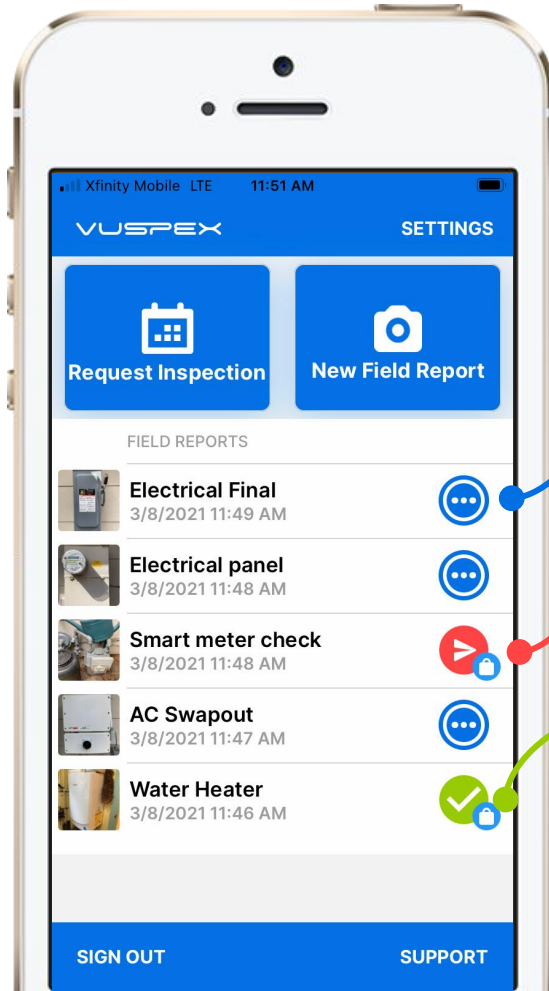 Xfinity Mobile LTE 11:51 AM
VUSPEX SETTINGS
Request Inspection
New Field Report
FIELD REPORTS
Electrical Final
3/8/2021 11:49 AM
Electrical panel
3/8/2021 11:48 AM
Smart meter check
3/8/2021 11:48 AM
AC Swapout
3/8/2021 11:47 AM
Water Heater
3/8/2021 11:46 AM
SIGN OUT SUPPORT